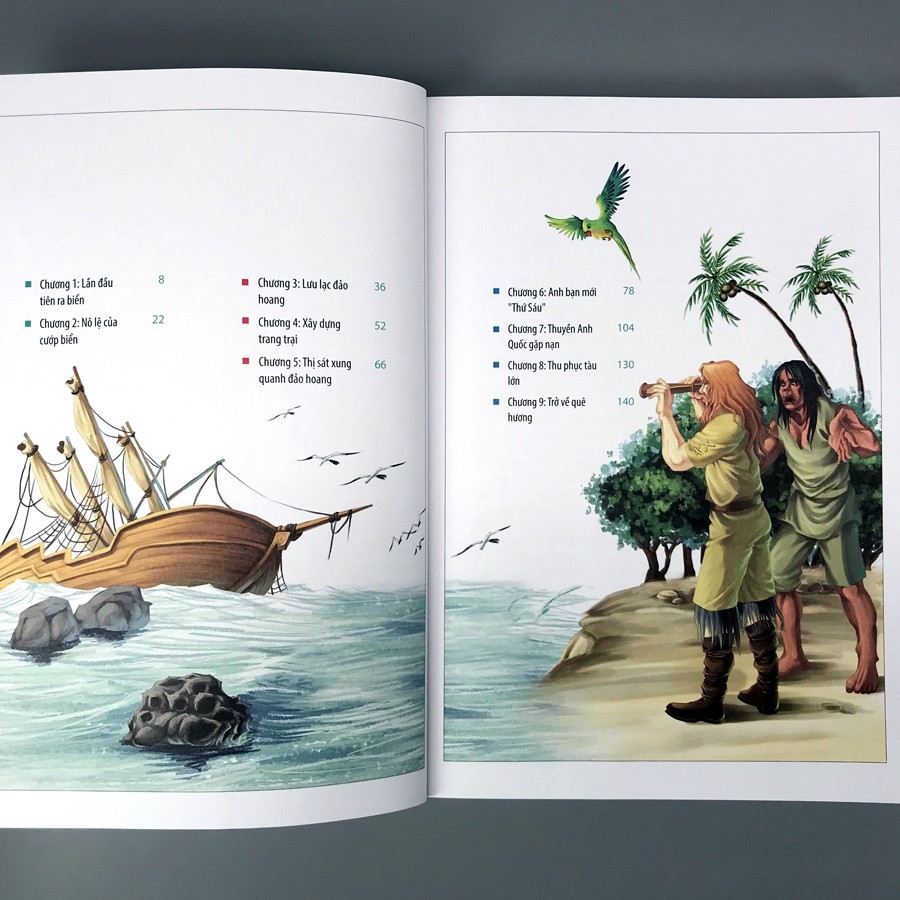 Chương 1: Lần đầu 8
tiên ra biển
Chương 2: Nô lệ của 22
cướp biển
Chương 3: Lưu lạc đảo 36
hoang
Chương 4: Xây dựng 52
trang trại
Chương 5: Thị sát xung 66
quanh đảo hoang
Chương 6: Anh bạn mới 78
"Thứ Sáu"
Chương 7: Thuyền Anh 104
Quốc gặp nạn
Chương 8: Thu phục tàu 130
lớn
Chương 9: Trở về quê 140
hương